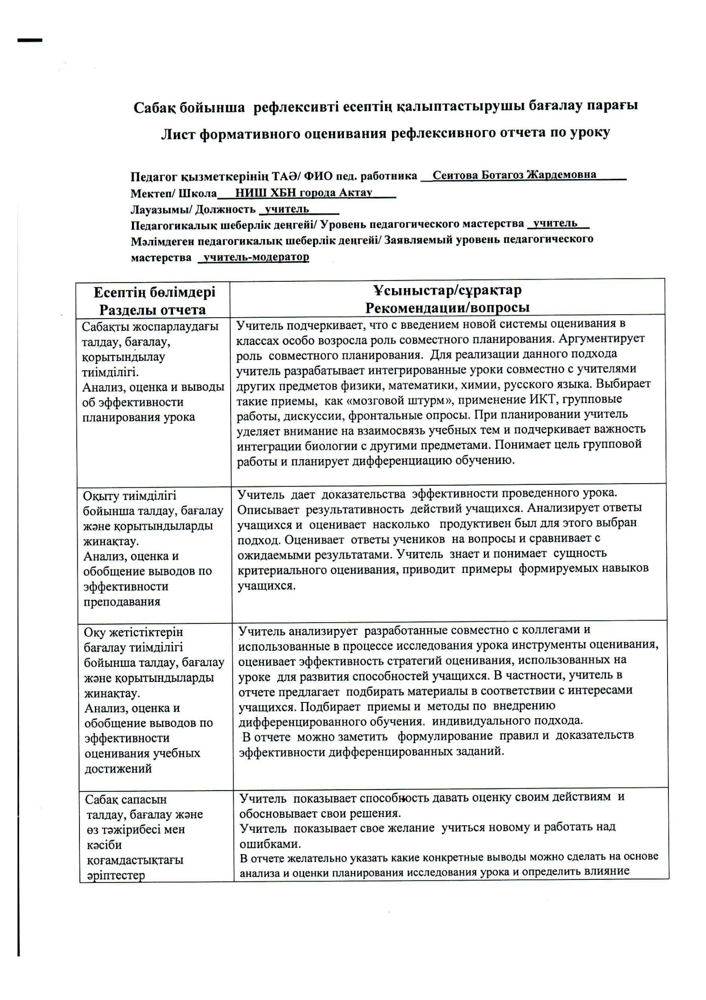 Сабақ бойынша рефлексивті есептің қалыптастырушы бағалау парағы
Лист формативного оценивания рефлексивного отчета по уроку
Педагог қызметкерінің ТАӘ/ ФИО пед. работника __Сеитова Ботагоз Жардемовна_____
Мектеп/ Школа___НИШ ХБН города Актау____
Лауазымы/ Должность _учитель_____
Педагогикалық шеберлік деңгейі/ Уровень педагогического мастерства _учитель__
Мәлімдеген педагогикалық шеберлік деңгейі/ Заявляемый уровень педагогического
мастерства _учитель-модератор
Есептің бөлімдері
Разделы отчета
Ұсыныстар/сұрақтар
Рекомендации/вопросы
Сабақты жоспарлаудағы
талдау, бағалау,
қорытындылау
тиімділігі.
Анализ, оценка и выводы
об эффективности
планирования урока
Учитель подчеркивает, что с введением новой системы оценивания в
классах особо возросла роль совместного планирования. Аргументирует
роль совместного планирования. Для реализации данного подхода
учитель разрабатывает интегрированные уроки совместно с учителями
других предметов физики, математики, химии, русского языка. Выбирает
такие приемы, как «мозговой штурм», применение ИКТ, групповые
работы, дискуссии, фронтальные опросы. При планировании учитель
уделяет внимание на взаимосвязь учебных тем и подчеркивает важность
интеграции биологии с другими предметами. Понимает цель групповой
работы и планирует дифференциацию обучению.
Оқыту тиімділігі
бойынша талдау, бағалау
және қорытындыларды
жинақтау.
Анализ, оценка и
обобщение выводов по
эффективности
преподавания
Учитель дает доказательства эффективности проведенного урока.
Описывает результативность действий учащихся. Анализирует ответы
учащихся и оценивает насколько продуктивен был для этого выбран
подход. Оценивает ответы учеников на вопросы и сравнивает с
ожидаемыми результатами. Учитель знает и понимает сущность
критериального оценивания, приводит примеры формируемых навыков
учащихся.
Оқу жетістіктерін
бағалау тиімділігі
бойынша талдау, бағалау
және қорытындыларды
жинақтау.
Анализ, оценка и
обобщение выводов по
эффективности
оценивания учебных
достижений
Учитель анализирует разработанные совместно с коллегами и
использованные в процессе исследования урока инструменты оценивания,
оценивает эффективность стратегий оценивания, использованных на
уроке для развития способностей учащихся. В частности, учитель в
отчете предлагает подбирать материалы в соответствии с интересами
учащихся. Подбирает приемы и методы по внедрению
дифференцированного обучения. индивидуального подхода.
В отчете можно заметить формулирование правил и доказательств
эффективности дифференцированных заданий.
Сабақ сапасын
талдау, бағалау және
өз тәжірибесі мен
кәсіби
қоғамдастықтағы
әріптестер
Учитель показывает способность давать оценку своим действиям и
обосновывает свои решения.
Учитель показывает свое желание учиться новому и работать над
ошибками.
В отчете желательно указать какие конкретные выводы можно сделать на основе
анализа и оценки планирования исследования урока и определить влияние